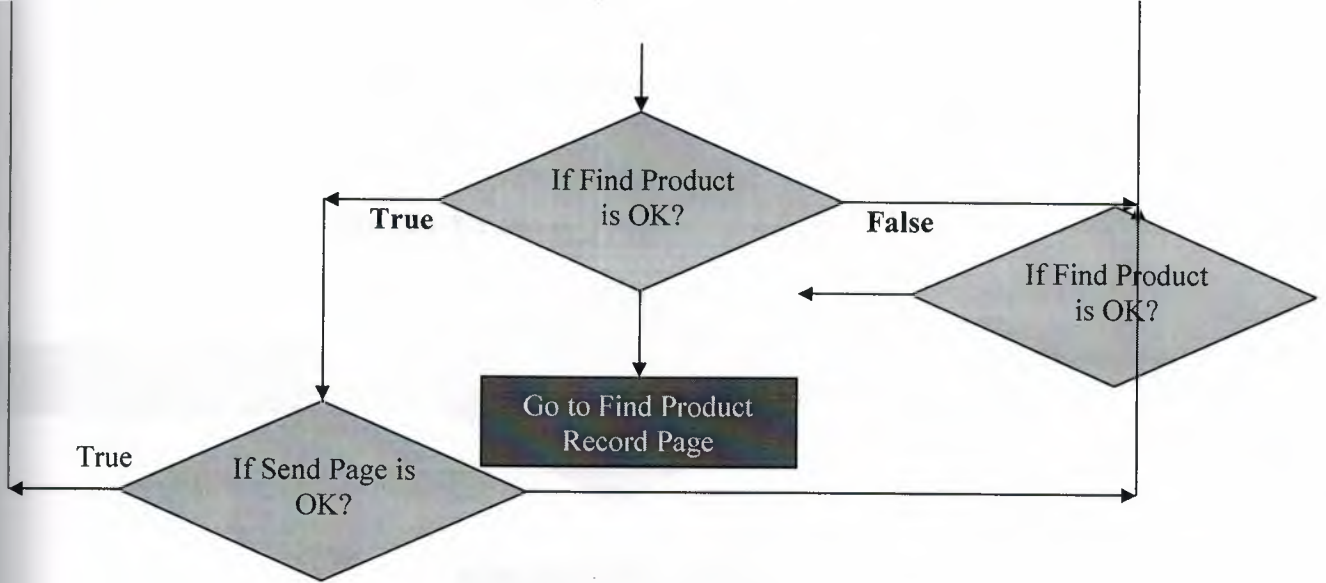 If Find Product
is OK?
True
False
If Find Product
is OK?
Go to Find Product
Record Page
True
If Send Page is
OK?